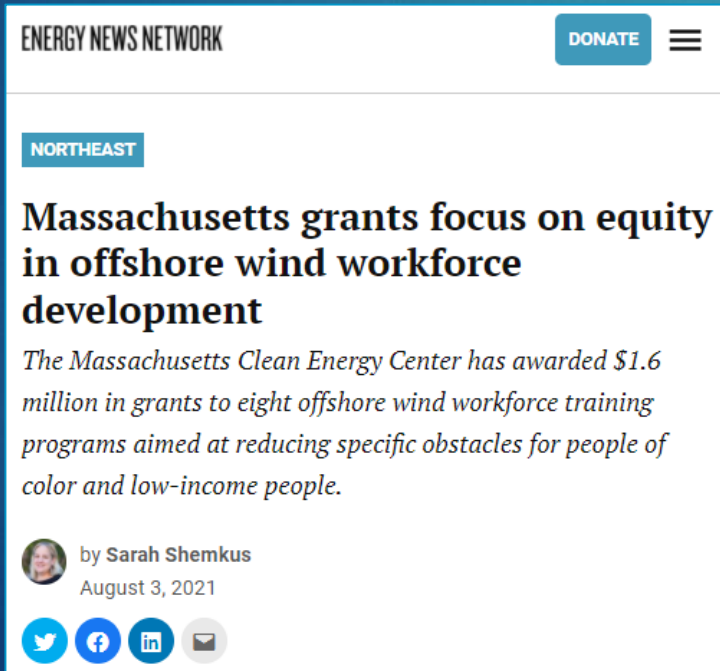 ENERGY NEWS NETWORK
DONATE
NORTHEAST
Massachusetts grants focus on equity
in offshore wind workforce
development
The Massachusetts Clean Energy Center has awarded $1.6
million in grants to eight offshore wind workforce training
programs aimed at reducing specific obstacles for people of
color and low-income people.
by Sarah Shemkus
August 3, 2021
in